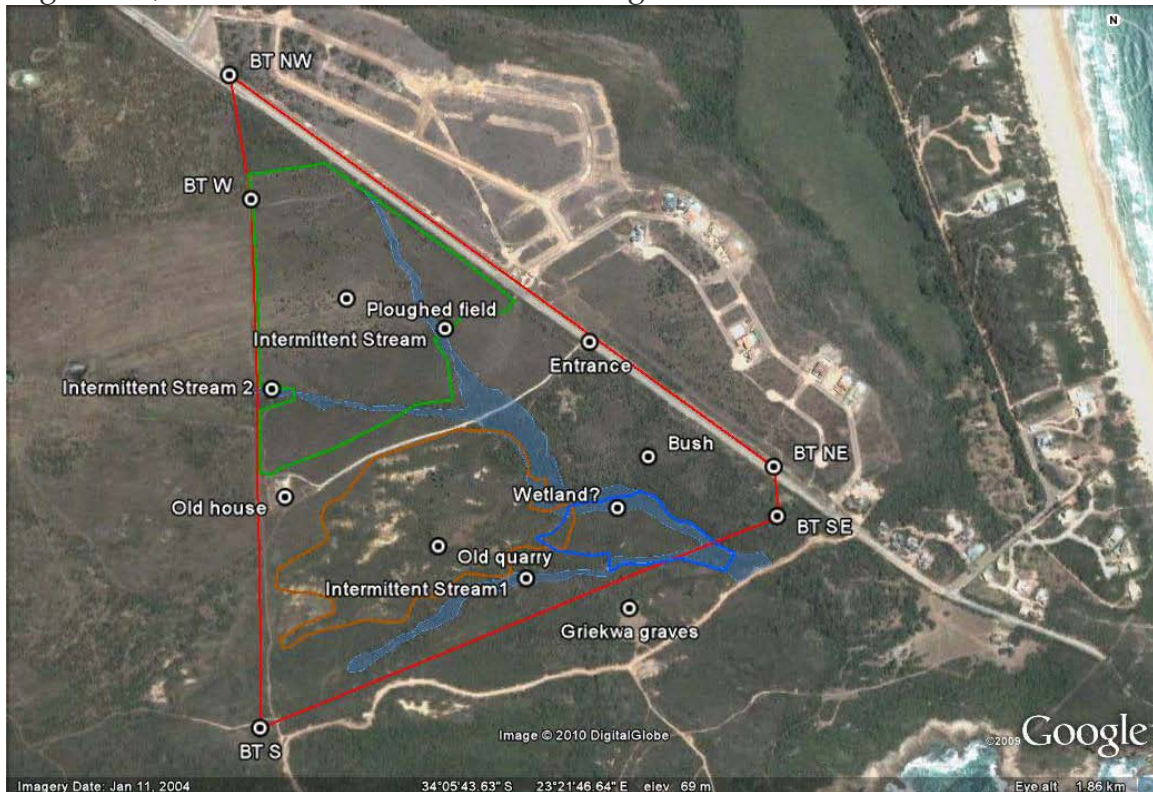 N
BT NW
BT W
Ploughed field
Intermittent Stream
Entrance
Intermittent Stream 2
Bush
BT NE
Old house
Wetland?
BT SE
Old quarry
Intermittent Stream1
Griekwa graves
BT S
Image © 2010 DigitalGlobe
©2009 Google
Imagery Date: Jan 11, 2004 34°05'43.63" S 23°21'46.64" E elev 69 m Eye alt 1.86 km